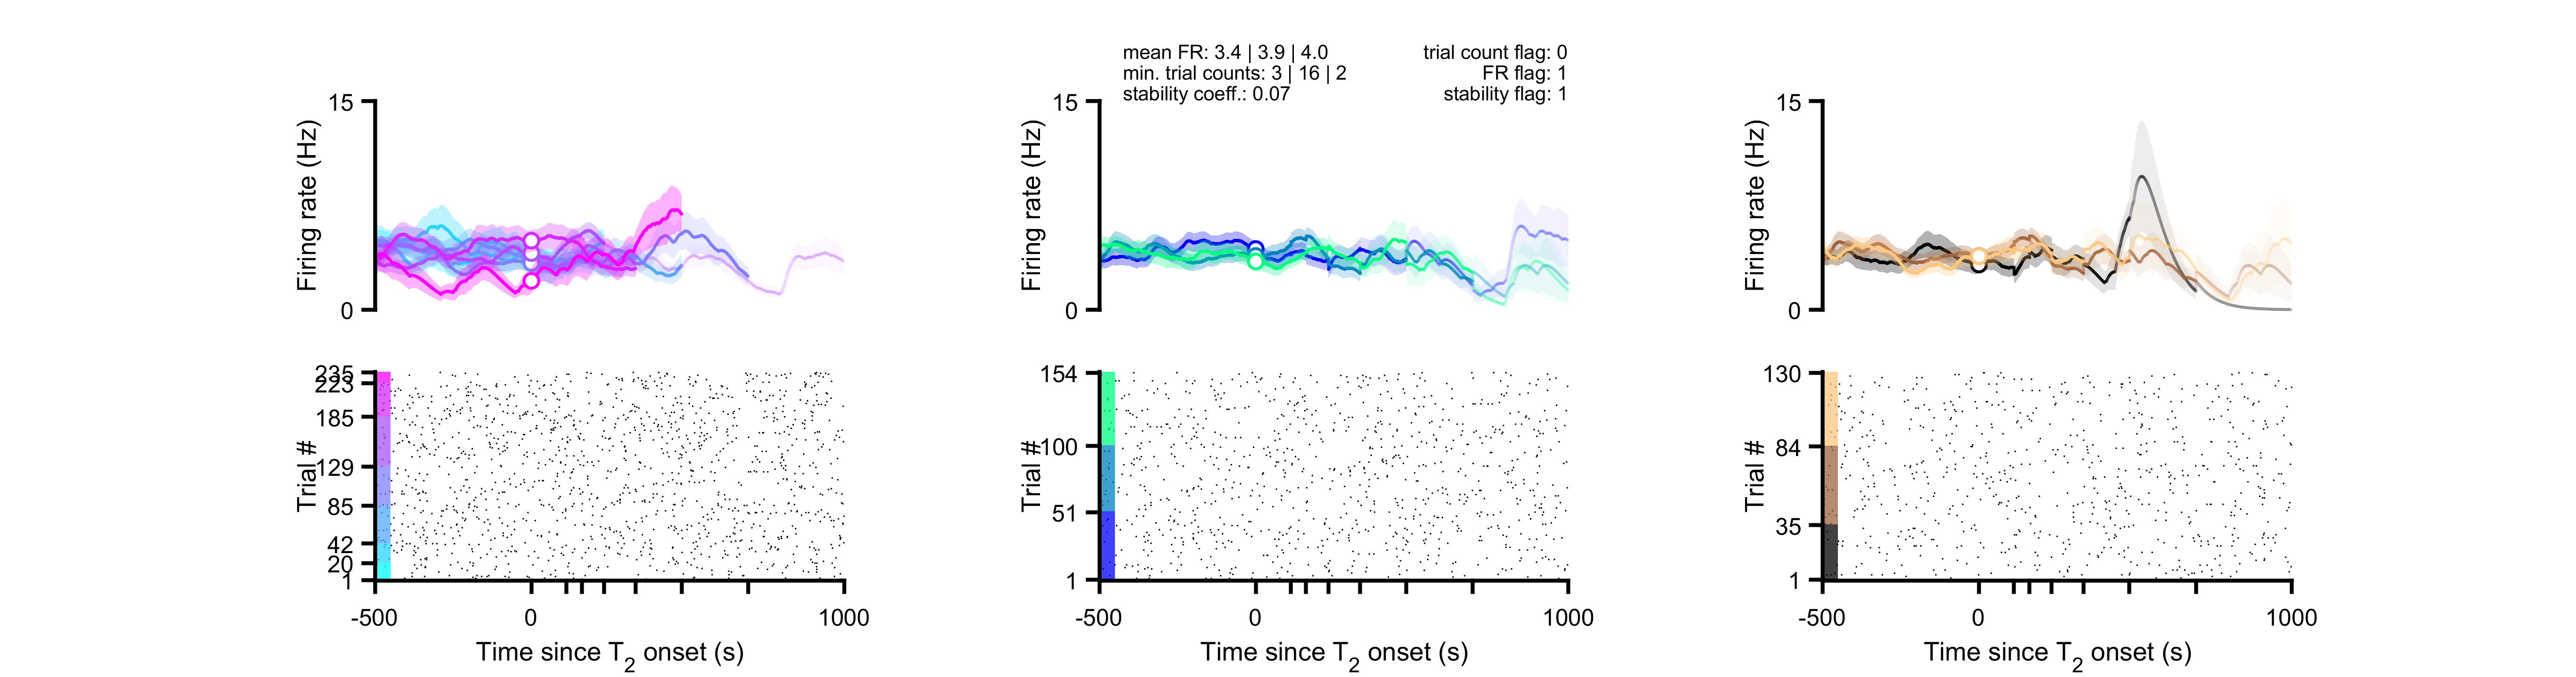 mean FR: 3.4 | 3.9 | 4.0
min. trial counts: 3 | 16 | 2
stability coeff.: 0.07
trial count flag: 0
FR flag: 1
stability flag: 1
15
Firing rate (Hz)
0
15
Firing rate (Hz)
0
15
Firing rate (Hz)
0
235
223
185
129
85
42
20
1
Trial #
-500
0
1000
Time since T2 onset (s)
154
100
51
1
Trial #
-500
0
1000
Time since T2 onset (s)
130
84
35
1
Trial #
-500
0
1000
Time since T2 onset (s)